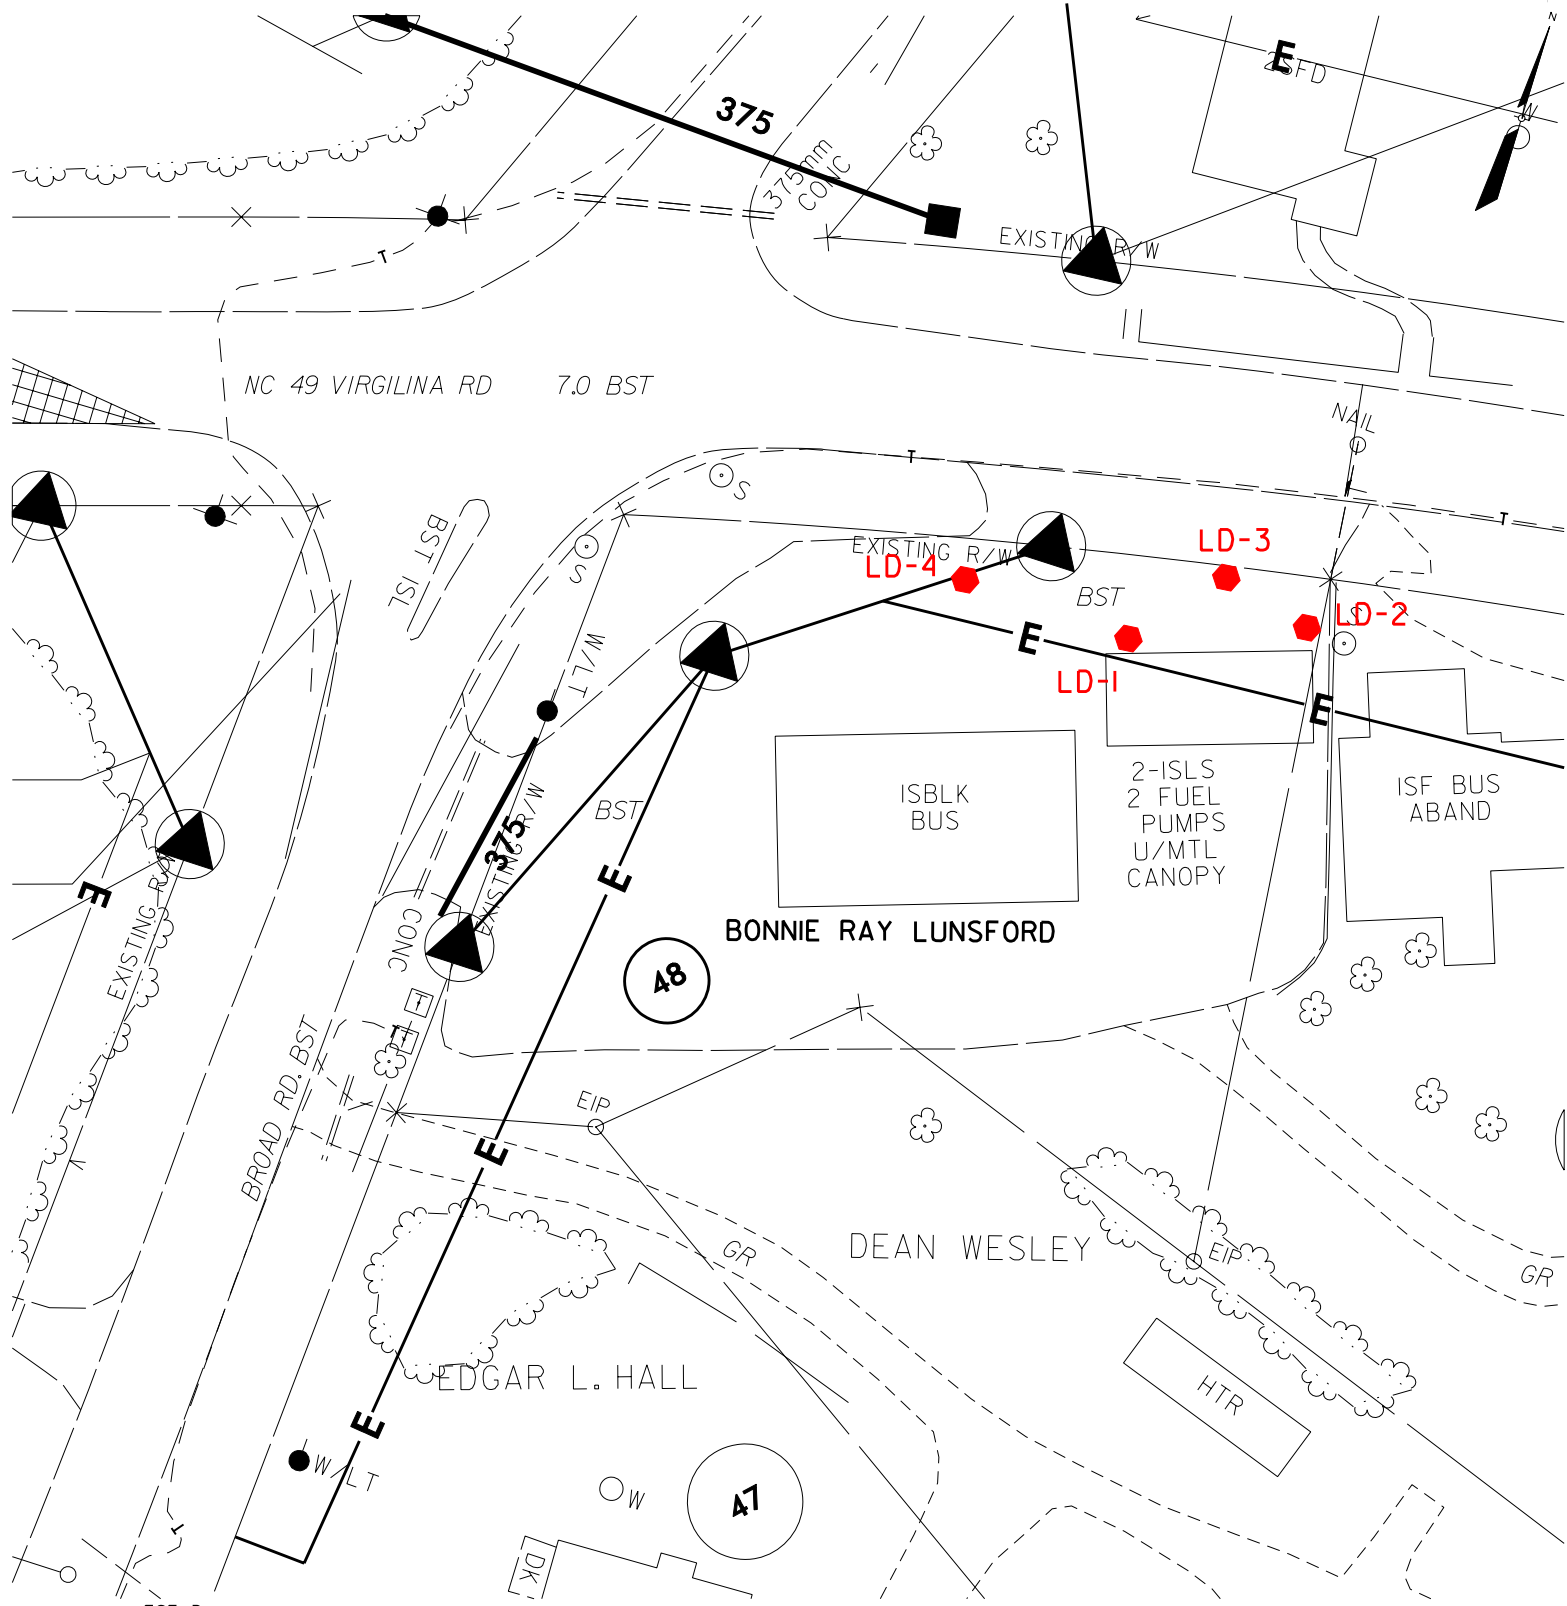 N
E
2SFD
W
375
375mm
CONC
EXISTING R/W
T
NC 49 VIRGILINA RD 7.0 BST
NAIL
T
T
S
BST ISL
S
EXISTING R/W
LD-3
LD-4
BST
LD-2
S
E
W/LT
LD-1
E
2-ISLS
2 FUEL
PUMPS
U/MTL
CANOPY
ISBLK
BUS
ISF BUS
ABAND
BST
375
EXISTING R/W
E
E
EXISTING R/W
CONC
BONNIE RAY LUNSFORD
48
T
BROAD RD. BST
EIP
E
GR
DEAN WESLEY
EIP
GR
EDGAR L. HALL
HTR
E
W/LT
W
47
T
DK